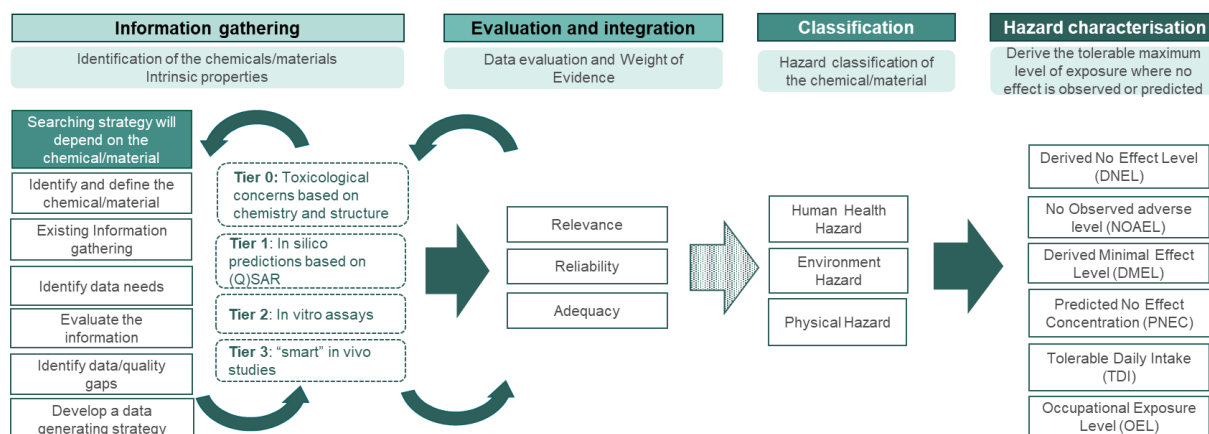 Information gathering
Identification of the chemicals/materials
Intrinsic properties
Searching strategy will
depend on the
chemical/material
Identify and define the
chemical/material
Existing Information
gathering
Identify data needs
Evaluate the
information
Identify data/quality
gaps
Develop a data
generating strategy
Tier 0: Toxicological
concerns based on
chemistry and structure
Tier 1: In silico
predictions based on
(Q)SAR
Tier 2: In vitro assays
Tier 3: “smart” in vivo
studies
Evaluation and integration
Data evaluation and Weight of
Evidence
Relevance
Reliability
Adequacy
Classification
Hazard classification of
the chemical/material
Human Health
Hazard
Environment
Hazard
Physical Hazard
Hazard characterisation
Derive the tolerable maximum
level of exposure where no
effect is observed or predicted
Derived No Effect Level
(DNEL)
No Observed adverse
level (NOAEL)
Derived Minimal Effect
Level (DMEL)
Predicted No Effect
Concentration (PNEC)
Tolerable Daily Intake
(TDI)
Occupational Exposure
Level (OEL)